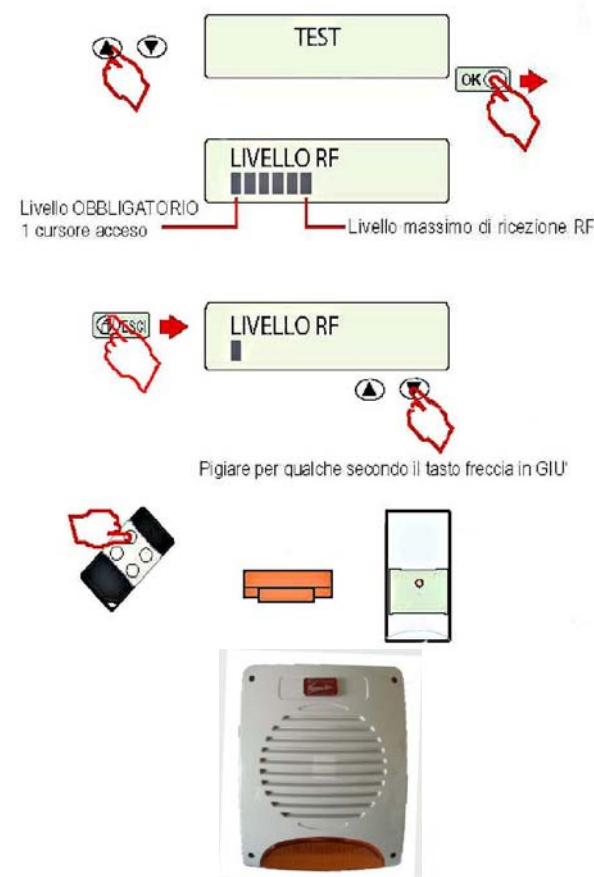 TEST
OK
LIVELLO RF
Livello OBBLIGATORIO
1 cursore acceso
Livello massimo di ricezione RF
ESCI
LIVELLO RF
Pigiare per qualche secondo il tasto freccia in GIU'